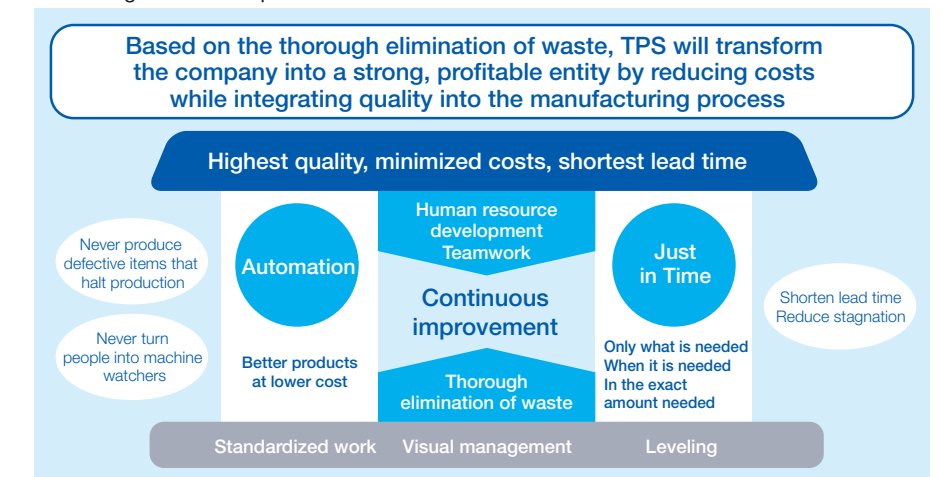 Based on the thorough elimination of waste, TPS will transform
the company into a strong, profitable entity by reducing costs
while integrating quality into the manufacturing process
Highest quality, minimized costs, shortest lead time
Never produce
defective items that
halt production
Never turn
people into machine
watchers
Automation
Better products
at lower cost
Human resource
development
Teamwork
Continuous
improvement
Thorough
elimination of waste
Just
in Time
Only what is needed
When it is needed
In the exact
amount needed
Shorten lead time
Reduce stagnation
Standardized work
Visual management
Leveling